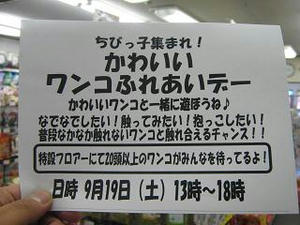 ちびっ子集まれ！
かわいい
ワンコふれあいデー
かわいいワンコと一緒に遊ぼうね♪
なでなでしたい！触ってみたい！抱っこしたい！
普段なかなか触れないワンコと触れ合えるチャンス！！
特設フロアーにて20頭以上のワンコがみんなを待ってるよ！
日時 9月19日（土）13時～18時